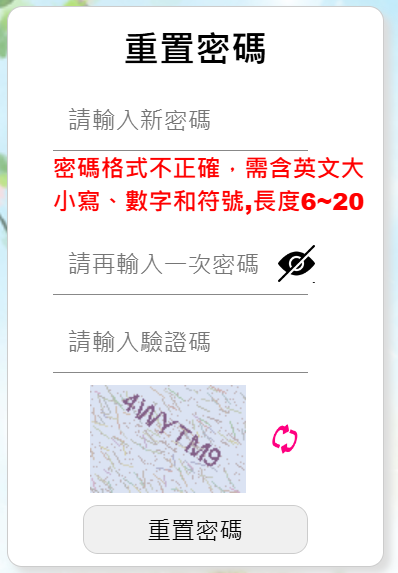 重置密碼
請輸入新密碼
密碼格式不正確，需含英文大
小寫、數字和符號,長度6~20
請再輸入一次密碼
請輸入驗證碼
4WYTM9
重置密碼